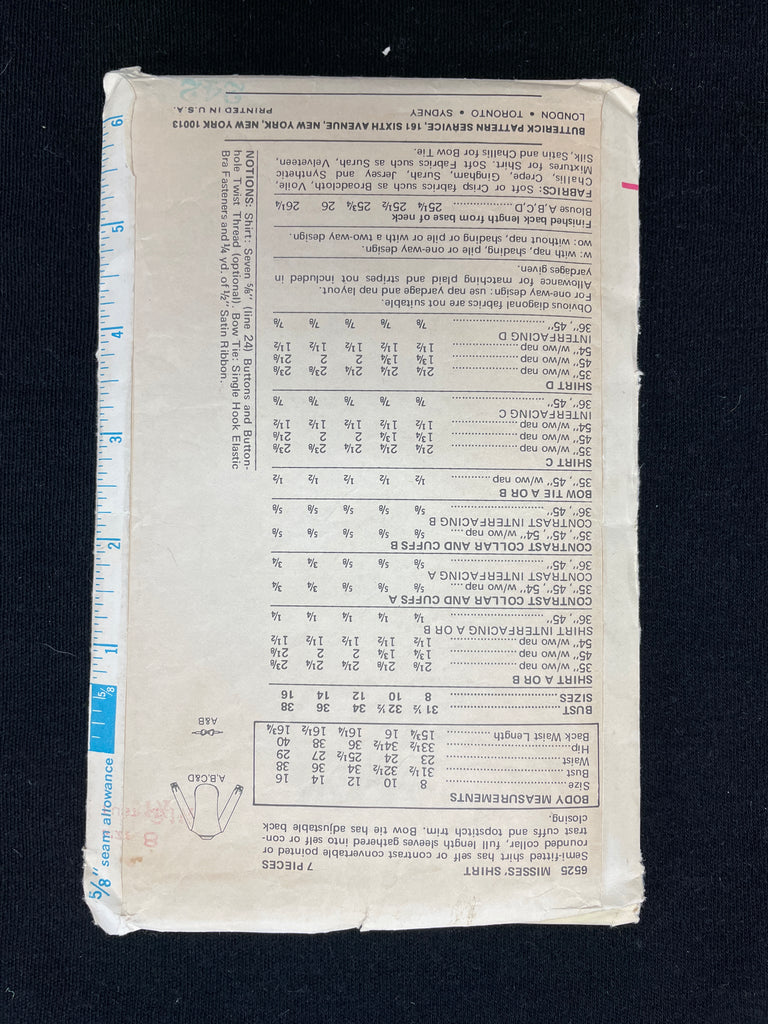 6525 MISSES' SHIRT 7 PIECES
Semi-fitted shirt has self or contrast convertable pointed or
rounded collar, full length sleeves gathered into self or con-
trast cuffs and topstitch trim. Bow tie has adjustable back
closing.
BODY MEASUREMENTS
Size 8 10 12 14 16
Bust 31½ 32½ 34 36 38
Waist 23 24 25½ 27 29
Hip 33½ 34½ 36 38 40
Back Waist Length 15¾ 16 16¼ 16½ 16¾
BUST 31 ½ 32 ½ 34 36 38
SIZES 8 10 12 14 16
SHIRT A OR B
35" w/wo nap 2⅛ 2⅛ 2¼ 2¼ 2⅜
45" w/wo nap 1¾ 1¾ 2 2 2⅛
54" w/wo nap 1½ 1½ 1½ 1½ 1½
SHIRT INTERFACING A OR B
36", 45" ¼ ¼ ¼ ¼ ¼
CONTRAST COLLAR AND CUFFS A
35", 45", 54" w/wo nap ⅝ ⅝ ⅝ ¾ ¾
CONTRAST INTERFACING A
36", 45" ⅝ ⅝ ⅝ ¾ ¾
CONTRAST COLLAR AND CUFFS B
35", 45", 54" w/wo nap ⅝ ⅝ ⅝ ⅝ ⅝
CONTRAST INTERFACING B
36", 45" ⅝ ⅝ ⅝ ⅝ ⅝
BOW TIE A OR B
35", 45" w/wo nap ½ ½ ½ ½ ½
SHIRT C
35" w/wo nap 2¼ 2¼ 2¼ 2⅜ 2⅜
45" w/wo nap 1¾ 1¾ 2 2 2⅛
54" w/wo nap 1½ 1½ 1½ 1½ 1½
INTERFACING C
36", 45" ⅞ ⅞ ⅞ ⅞ ⅞
SHIRT D
35" w/wo nap 2¼ 2¼ 2¼ 2⅜ 2⅜
45" w/wo nap 1¾ 1¾ 2 2 2⅛
54" w/wo nap 1½ 1½ 1½ 1½ 1½
INTERFACING D
36", 45" ⅞ ⅞ ⅞ ⅞ ⅞
Obvious diagonal fabrics are not suitable.
For one-way design: use nap yardage and nap layout.
Allowance for matching plaid and stripes not included in
yardages given.
w: with nap, shading, pile or one-way design.
wo: without nap, shading or pile or with a two-way design.
Finished back length from base of neck
Blouse A,B,C,D 25¼ 25½ 25¾ 26 26¼
FABRICS: Soft or Crisp fabrics such as Broadcloth, Voile,
Challis, Crepe, Gingham, Surah, Jersey and Synthetic
Mixtures for Shirt. Soft Fabrics such as Surah, Velveteen,
Silk, Satin and Challis for Bow Tie.
BUTTERICK PATTERN SERVICE, 161 SIXTH AVENUE, NEW YORK, NEW YORK 10013
LONDON • TORONTO • SYDNEY PRINTED IN U.S.A.
A,B,C&D
A&B
NOTIONS: Shirt: Seven ⅝" (line 24) Buttons and Button-
hole Twist Thread (optional). Bow Tie: Single Hook Elastic
Bra Fasteners and ¼ yd. of ½" Satin Ribbon.
5/8" seam allowance
5/8 1 2 3 4 5 6